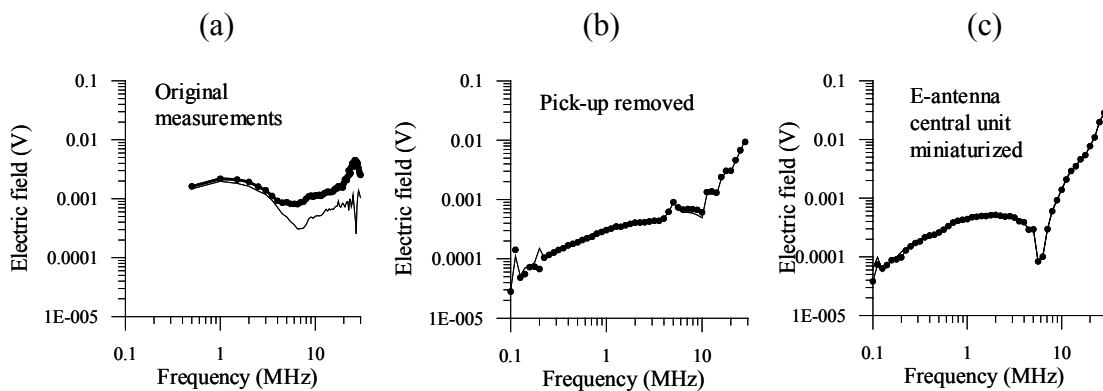 (a)
(b)
(c)
Original
measurements
Electric field (V)
0.1
0.01
0.001
0.0001
1E-005
0.1
1
10
Frequency (MHz)
Pick-up removed
Electric field (V)
0.1
0.01
0.001
0.0001
1E-005
0.1
1
10
Frequency (MHz)
E-antenna
central unit
miniaturized
Electric field (V)
0.1
0.01
0.001
0.0001
1E-005
0.1
1
10
Frequency (MHz)